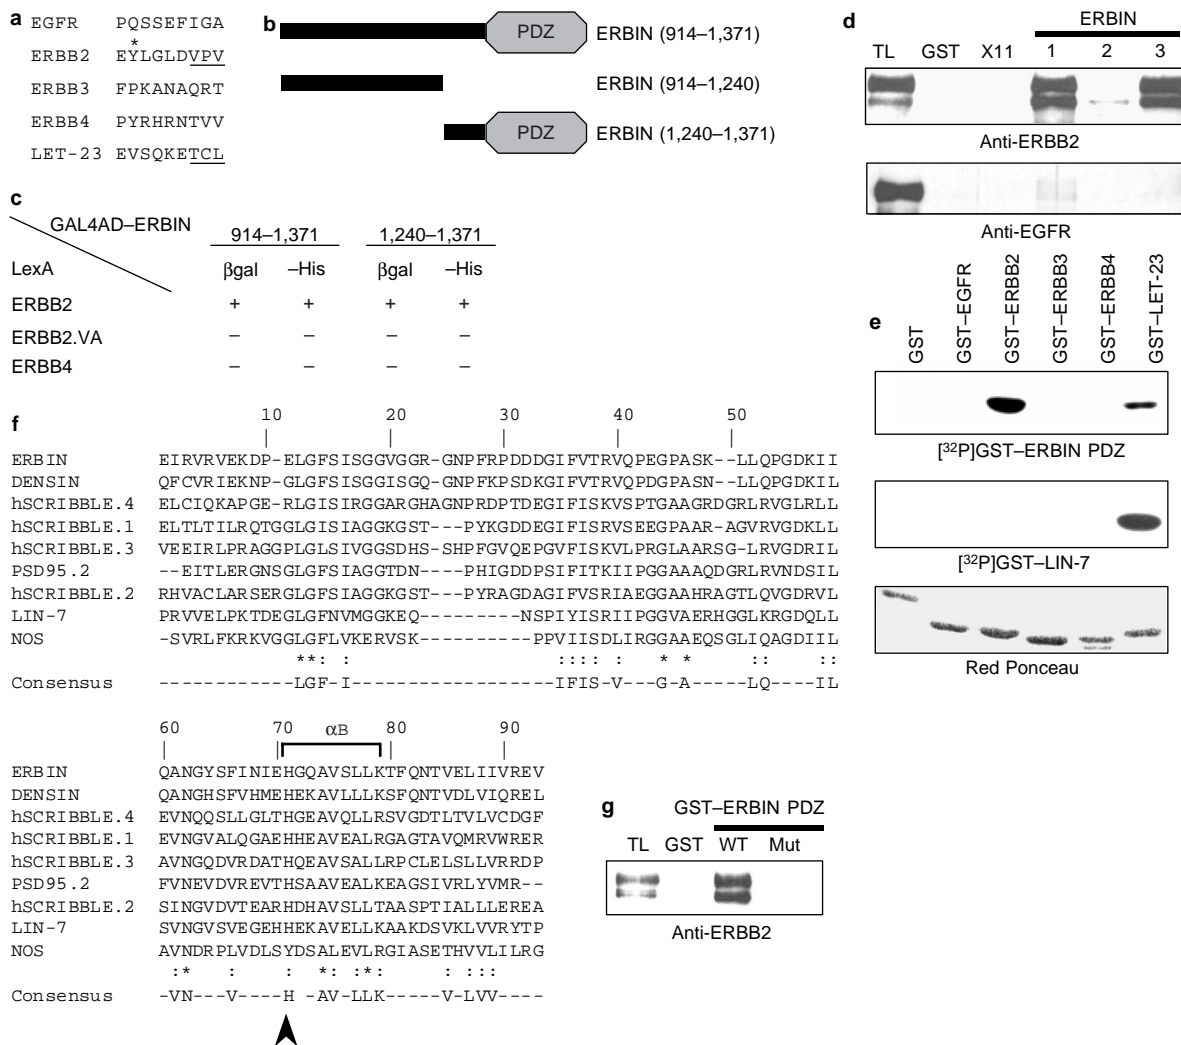 a
EGFR PQSSEFIGA
*
ERBB2 EYLGLDVPV
ERBB3 FPKANAQRT
ERBB4 PYRHRNTVV
LET-23 EVSQKETCL
b
PDZ ERBIN (914–1,371)
ERBIN (914–1,240)
PDZ ERBIN (1,240–1,371)
c
GAL4AD–ERBIN
914–1,371 1,240–1,371
LexA βgal –His βgal –His
ERBB2 + + + +
ERBB2.VA – – – –
ERBB4 – – – –
d
ERBIN
TL GST X11 1 2 3
Anti-ERBB2
Anti-EGFR
e
GST GST–EGFR GST–ERBB2 GST–ERBB3 GST–ERBB4 GST–LET-23
[32P]GST–ERBIN PDZ
[32P]GST–LIN-7
Red Ponceau
f
10 20 30 40 50
ERBIN EIRVRVEKDP-ELGFSISGGVGGR-GNPFRPDDDGIFVTRVQPEGPASK--LLQPGDKII
DENSIN QFCVRIEKNP-GLGFSISGGISGQ-GNPFKPSDKGIFVTRVQPDGPASN--LLQPGDKIL
hSCRIBBLE.4 ELCIQKAPGE-RLGISIRGGARGHAGNPRDPTDEGIFISKVSPTGAAGRDGRLRVGLRLL
hSCRIBBLE.1 ELTLTILRQTGGLGISIAGGKGST---PYKGDDEGIFISRVSEEGPAAR-AGVRVGDKLL
hSCRIBBLE.3 VEEIRLPRAGGPLGLSIVGGSDHS-SHPFGVQEPGVFISKVLPRGLAARSG-LRVGDRIL
PSD95.2 --EITLERGNSGLGFSIAGGTDN----PHIGDDPSIFITKIIPGGAAAQDGRLRVNDSIL
hSCRIBBLE.2 RHVACLARSERGLGFSIAGGKGST---PYRAGDAGIFVSRIAEGGAAHRAGTLQVGDRVL
LIN-7 PRVVELPKTDEGLGFNVMGGKEQ---------NSPIYISRIIPGGVAERHGGLKRGDQLL
NOS -SVRLFKRKVGGLGFLVKERVSK----------PPVIISDLIRGGAAEQSGLIQAGDIIL
**: : :::: : * * :: ::
Consensus ------------LGF-I------------------IFIS-V---G-A-----LQ----IL
60 70 αB 80 90
ERBIN QANGYSFINIEHGQAVSLLKTFQNTVELIIVREV
DENSIN QANGHSFVHMEHEKAVLLLKSFQNTVDLVIQREL
hSCRIBBLE.4 EVNQQSLLGLTHGEAVQLLRSVGDTLTVLVCDGF
hSCRIBBLE.1 EVNGVALQGAEHHEAVEALRGAGTAVQMRVWRER
hSCRIBBLE.3 AVNGQDVRDATHQEAVSALLRPCLELSLLVRRDP
PSD95.2 FVNEVDVREVTHSAAVEALKEAGSIVRLYVMR--
hSCRIBBLE.2 SINGVDVTEARHDHAVSLLTAASPTIALLLEREA
LIN-7 SVNGVSVEGEHHEKAVELLKAAKDSVKLVVRYTP
NOS AVNDRPLVDLSYDSALEVLRGIASETHVVLILRG
:* : : *: :*: : :::
Consensus -VN---V----H -AV-LLK-----V-LVV----
g
GST–ERBIN PDZ
TL GST WT Mut
Anti-ERBB2